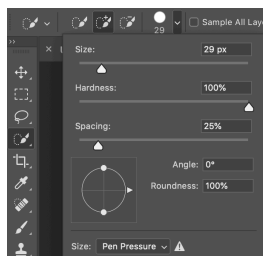 29
Sample All Lay
Size: 29 px
Hardness: 100%
Spacing: 25%
Angle: 0°
Roundness: 100%
Size: Pen Pressure